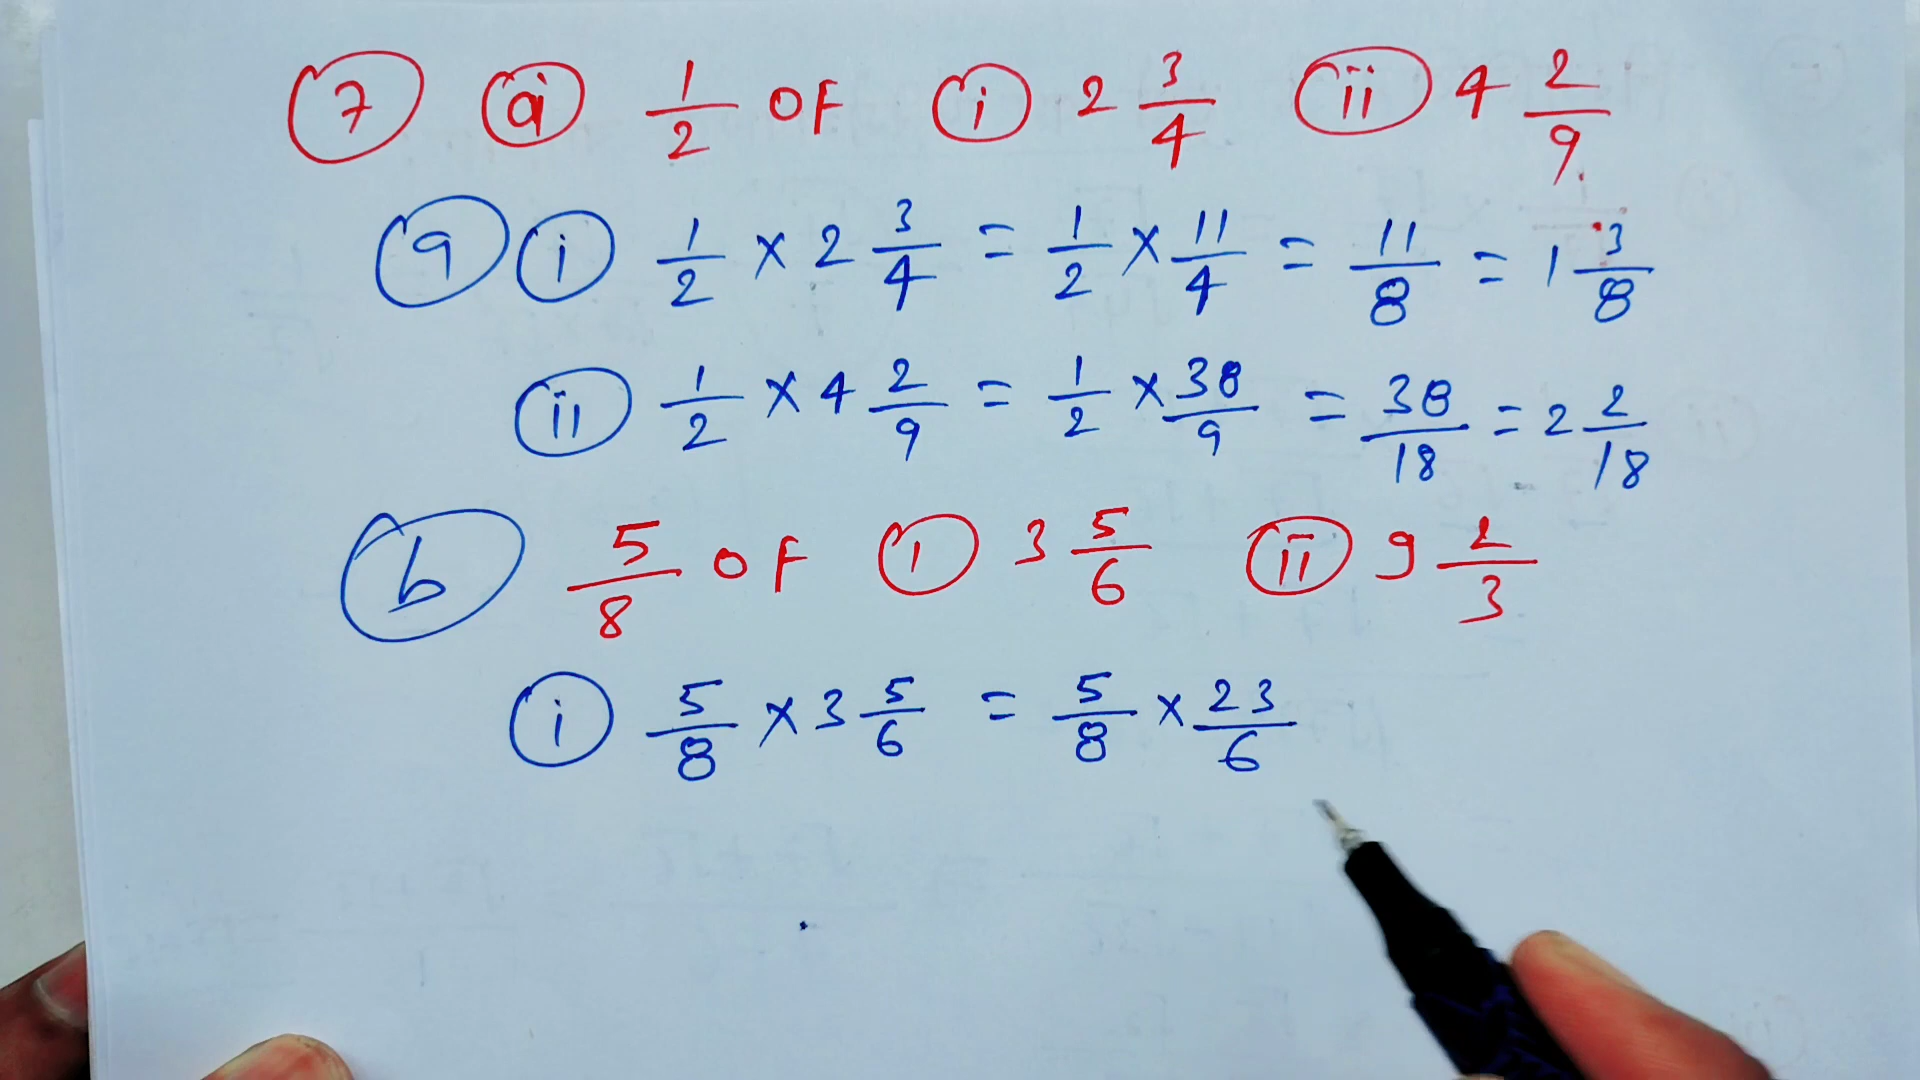 7 a 1/2 OF i 2 3/4 ii 4 2/9
a i 1/2 × 2 3/4 = 1/2 × 11/4 = 11/8 = 1 3/8
ii 1/2 × 4 2/9 = 1/2 × 38/9 = 38/18 = 2 2/18
b 5/8 OF i 3 5/6 ii 9 2/3
i 5/8 × 3 5/6 = 5/8 × 23/6